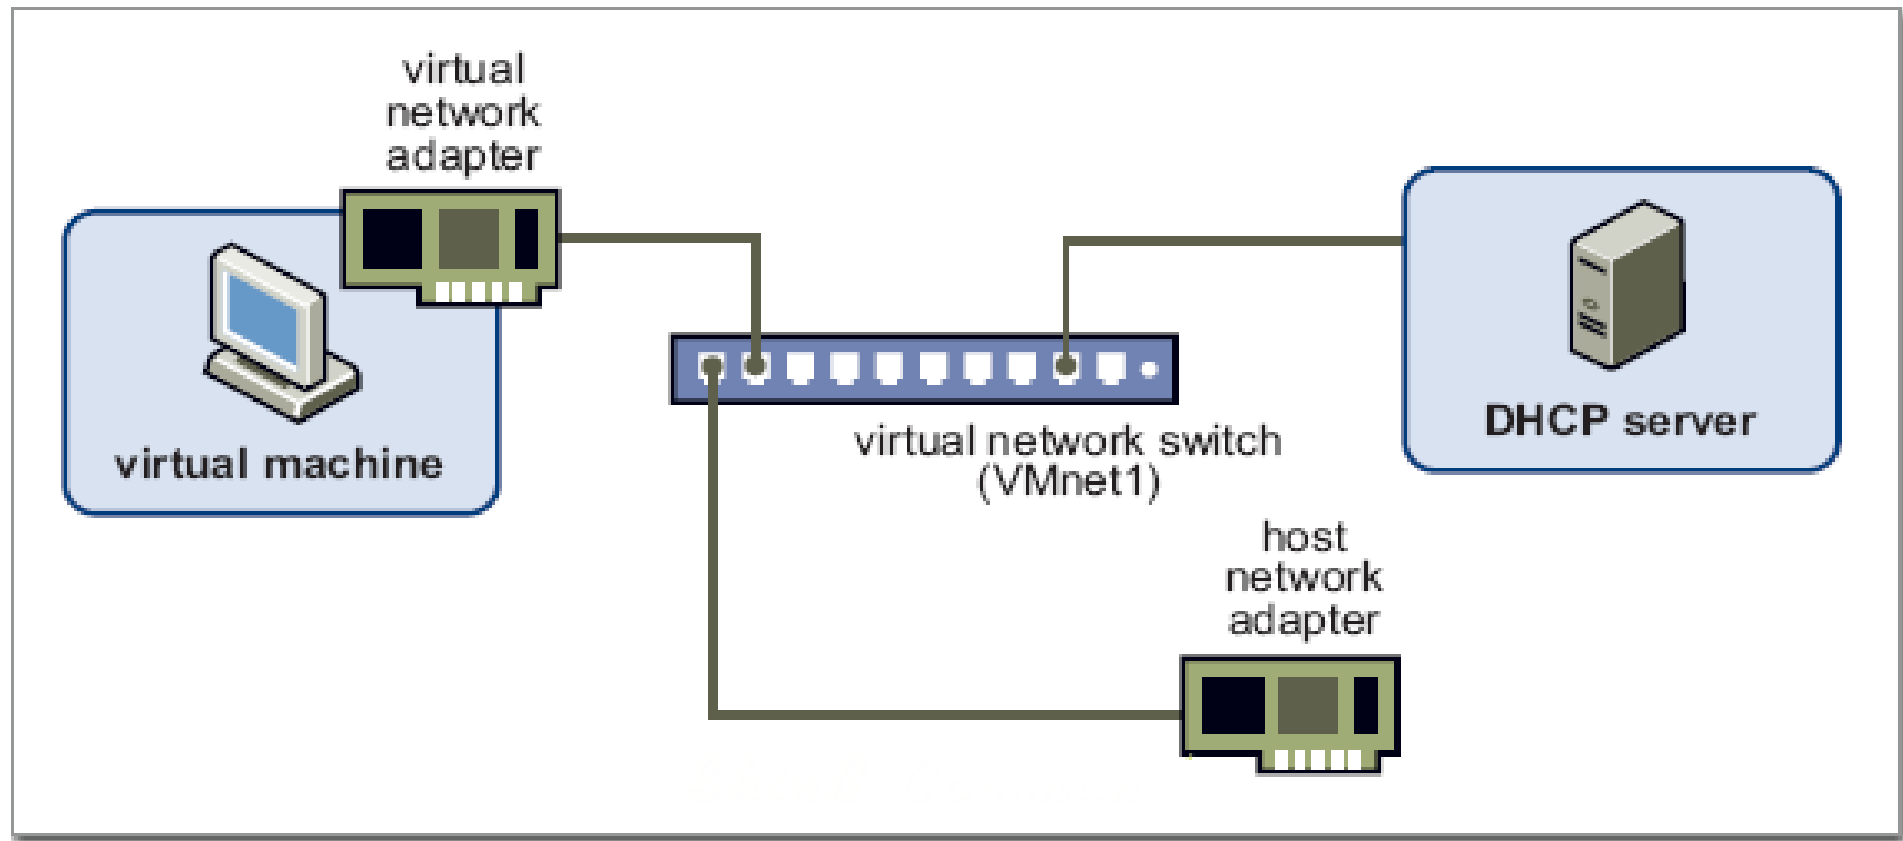 virtual
network
adapter
virtual machine
virtual network switch
(VMnet1)
DHCP server
host
network
adapter